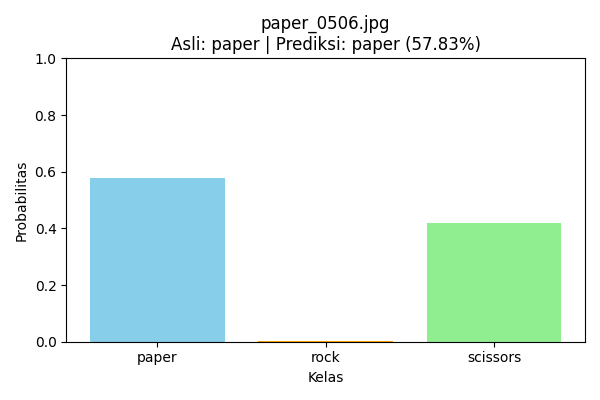 paper_0506.jpg
Asli: paper | Prediksi: paper (57.83%)
1.0
0.8
0.6
0.4
0.2
0.0
Probabilitas
paper rock scissors
Kelas